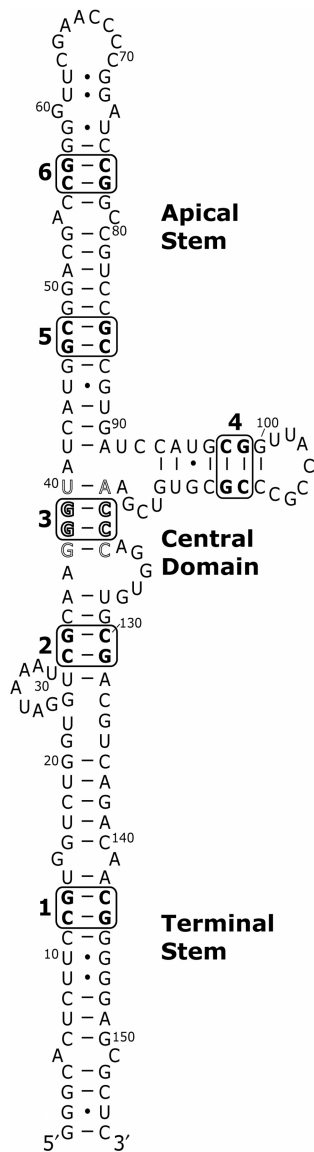 A C
A C
G C
C C 70
U • G
U • G
60 G A
G • U
G – C
6 G – C
C – G
C – G
A C
G – C 80
C – G
A – U
50 G – C
G – C
5 C – G
G – C
G – C
U • G
A – U
C – G
U – A 90
A U C C A U G C G G U U A C C G C C C G C G U G U C G A
4
100
40 U A
3 G – C
G – C
G – C
A G G U G
A
A – U
C – G
2 G – C 130
C – G
U A A A U A G
30
U – A
G – C
U – G
G – U
20 G – C
U – A
C – G
U – A
G – C 140
G A
U – A
1 G – C
C – G
C – G
10 U • G
U • G
C – G
U – A
C – G 150
A C
C – G
G – C
G • U
G – C
5′ 3′
Apical
Stem
Central
Domain
Terminal
Stem